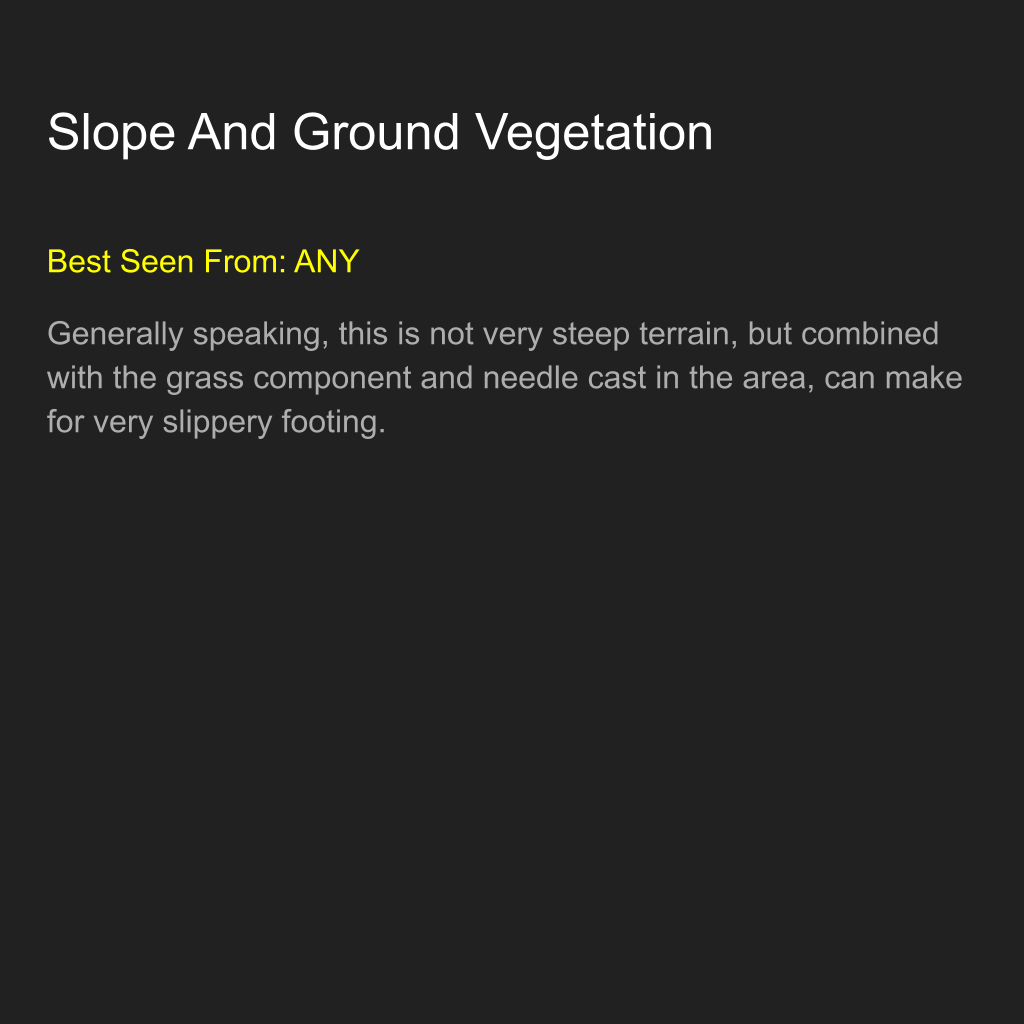 Slope And Ground Vegetation
Best Seen From: ANY
Generally speaking, this is not very steep terrain, but combined
with the grass component and needle cast in the area, can make
for very slippery footing.